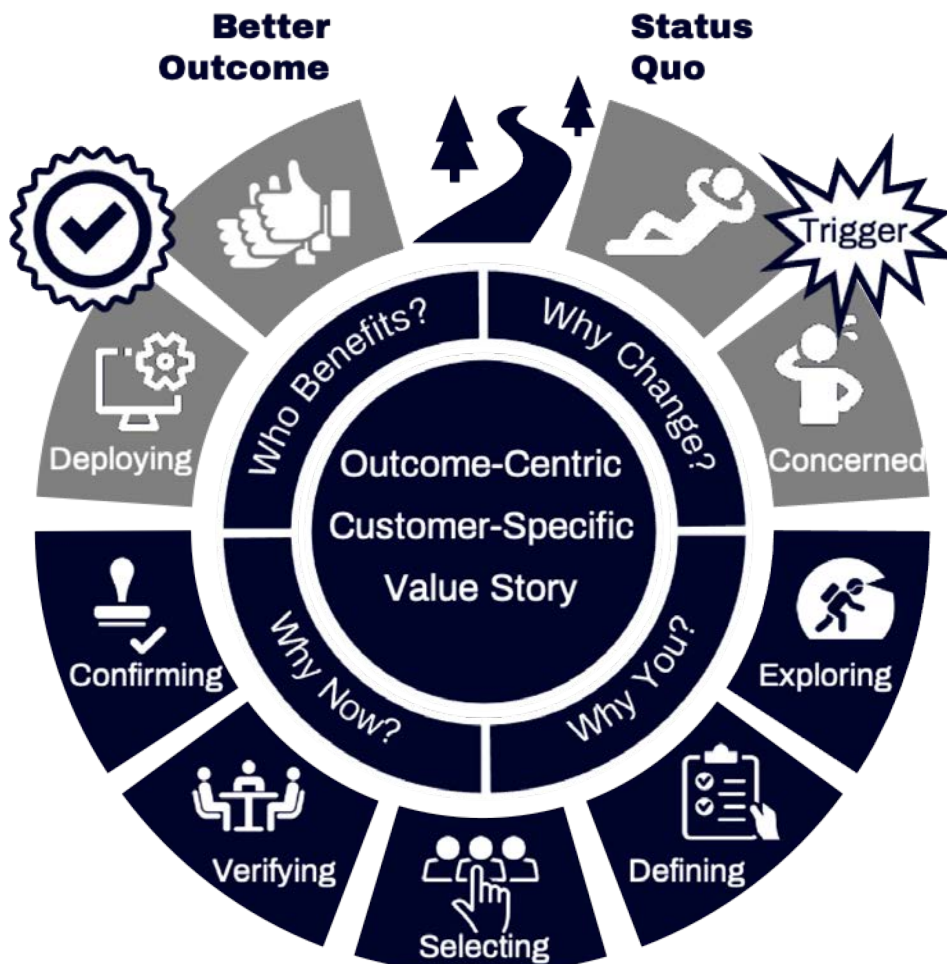 Better
Outcome
Status
Quo
Trigger
Concerned
Exploring
Defining
Selecting
Verifying
Confirming
Deploying
Why Change?
Why You?
Why Now?
Who Benefits?
Outcome-Centric
Customer-Specific
Value Story